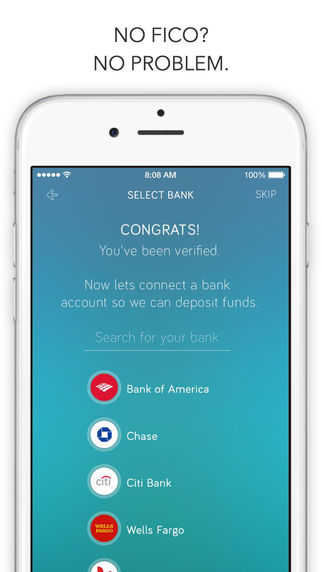 NO FICO?
NO PROBLEM.
8:08 AM
100%
SELECT BANK
SKIP
CONGRATS!
You've been verified.
Now lets connect a bank
account so we can deposit funds.
Search for your bank
Bank of America
Chase
citi
Citi Bank
WELLS
FARGO
Wells Fargo